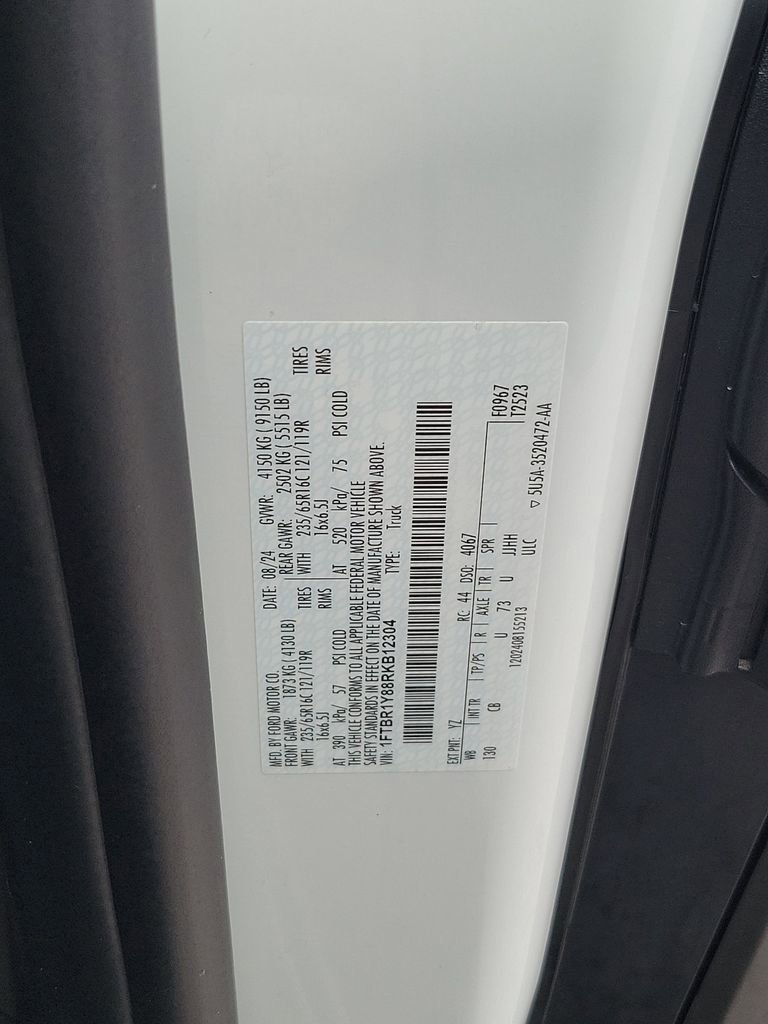 MFD. BY FORD MOTOR CO. DATE: 08/24 GVWR: 4150 KG ( 9150 LB)
FRONT GAWR: 1873 KG ( 4130 LB) REAR GAWR: 2502 KG ( 5515 LB)
WITH 235/65R16C 121/119R TIRES WITH 235/65R16C 121/119R TIRES
16x6.5J RIMS 16x6.5J RIMS
AT 390 kPa/ 57 PSI COLD AT 520 kPa/ 75 PSI COLD
THIS VEHICLE CONFORMS TO ALL APPLICABLE FEDERAL MOTOR VEHICLE
SAFETY STANDARDS IN EFFECT ON THE DATE OF MANUFACTURE SHOWN ABOVE.
VIN: 1FTBR1Y88RKB12304 TYPE: Truck
EXT PNT: YZ RC: 44 DSO: 4067
WB INT TR TP/PS R AXLE TR SPR F0967
130 CB U 73 U JJHH T2523
1202408155213 ULC
▽ 5U5A-3520472-AA